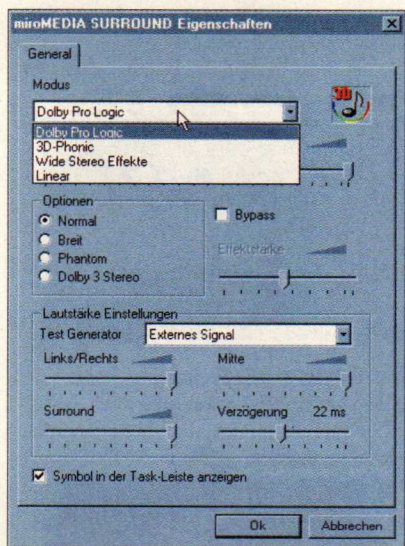 miroMEDIA SURROUND Eigenschaften
General
Modus
3D
Dolby Pro Logic
Dolby Pro Logic
3D-Phonic
Wide Stereo Effekte
Linear
Optionen
Normal
Breit
Phantom
Dolby 3 Stereo
Bypass
Effektstärke
Lautstärke Einstellungen
Test Generator Externes Signal
Links/Rechts Mitte
Surround Verzögerung 22 ms
Symbol in der Task-Leiste anzeigen
Ok Abbrechen